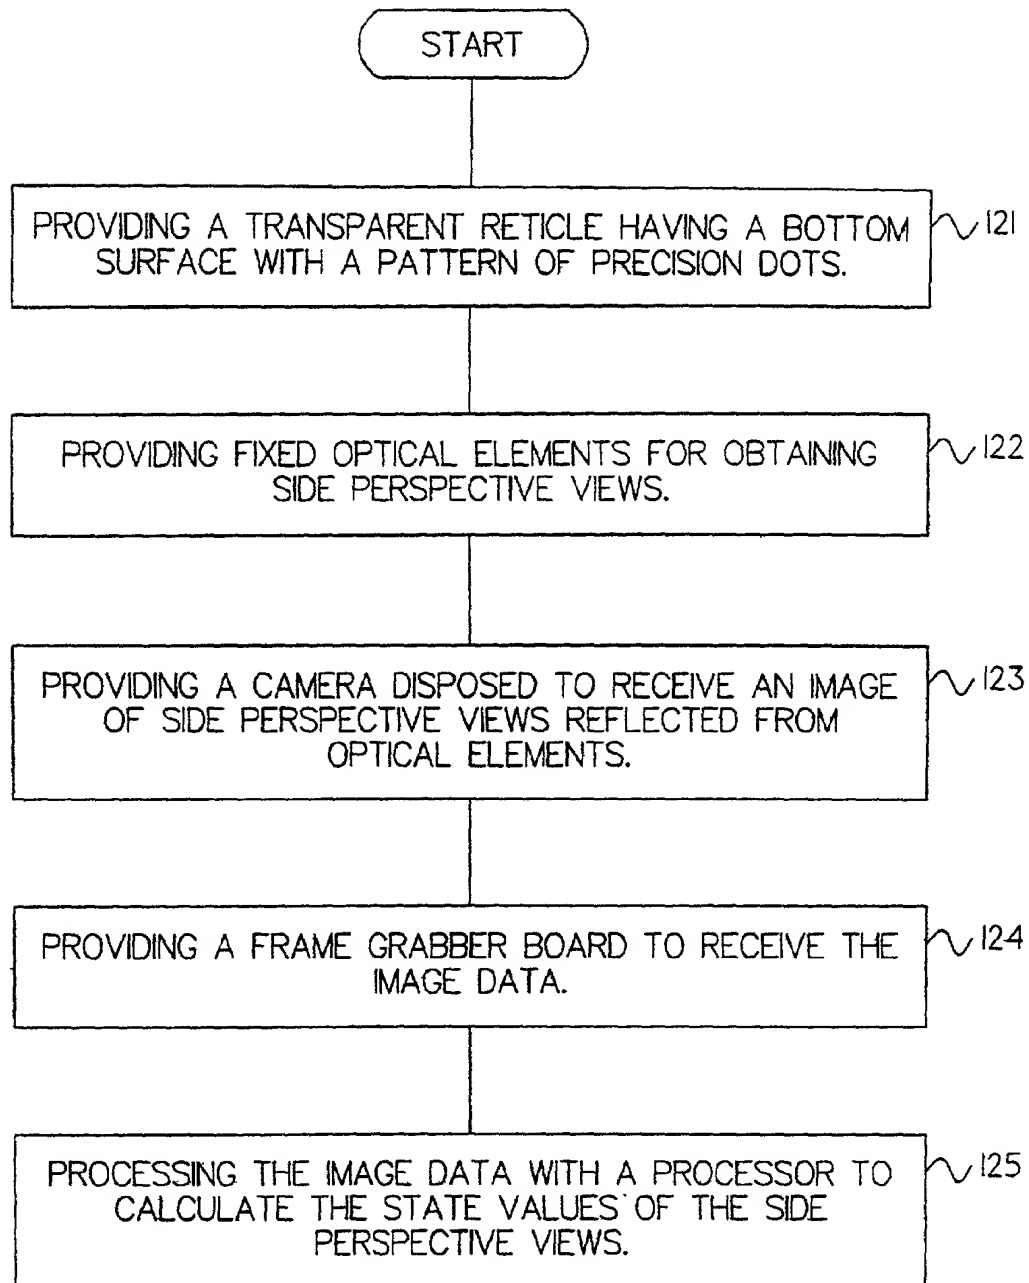 START
PROVIDING A TRANSPARENT RETICLE HAVING A BOTTOM
SURFACE WITH A PATTERN OF PRECISION DOTS.
121
PROVIDING FIXED OPTICAL ELEMENTS FOR OBTAINING
SIDE PERSPECTIVE VIEWS.
122
PROVIDING A CAMERA DISPOSED TO RECEIVE AN IMAGE
OF SIDE PERSPECTIVE VIEWS REFLECTED FROM
OPTICAL ELEMENTS.
123
PROVIDING A FRAME GRABBER BOARD TO RECEIVE THE
IMAGE DATA.
124
PROCESSING THE IMAGE DATA WITH A PROCESSOR TO
CALCULATE THE STATE VALUES OF THE SIDE
PERSPECTIVE VIEWS.
125